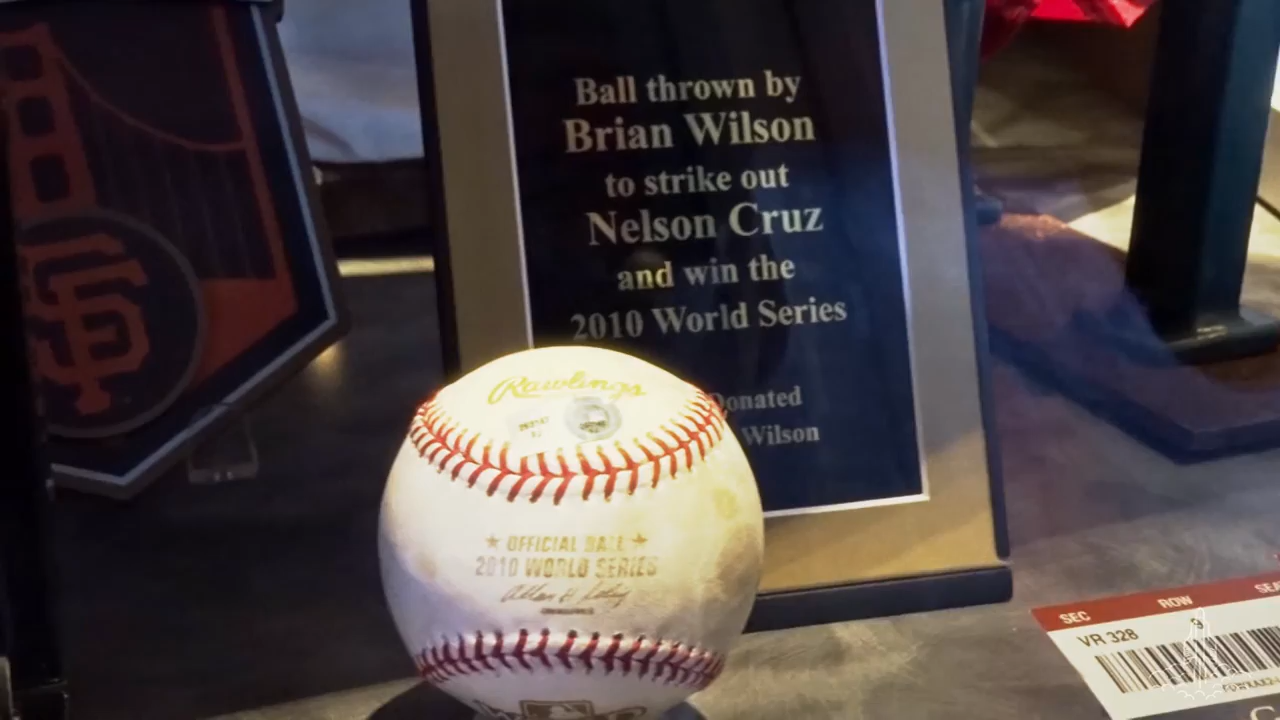 Ball thrown by
Brian Wilson
to strike out
Nelson Cruz
and win the
2010 World Series
Donated
Wilson
Rawlings
OFFICIAL BALL
2010 WORLD SERIES
SF
SEC ROW
VR 328